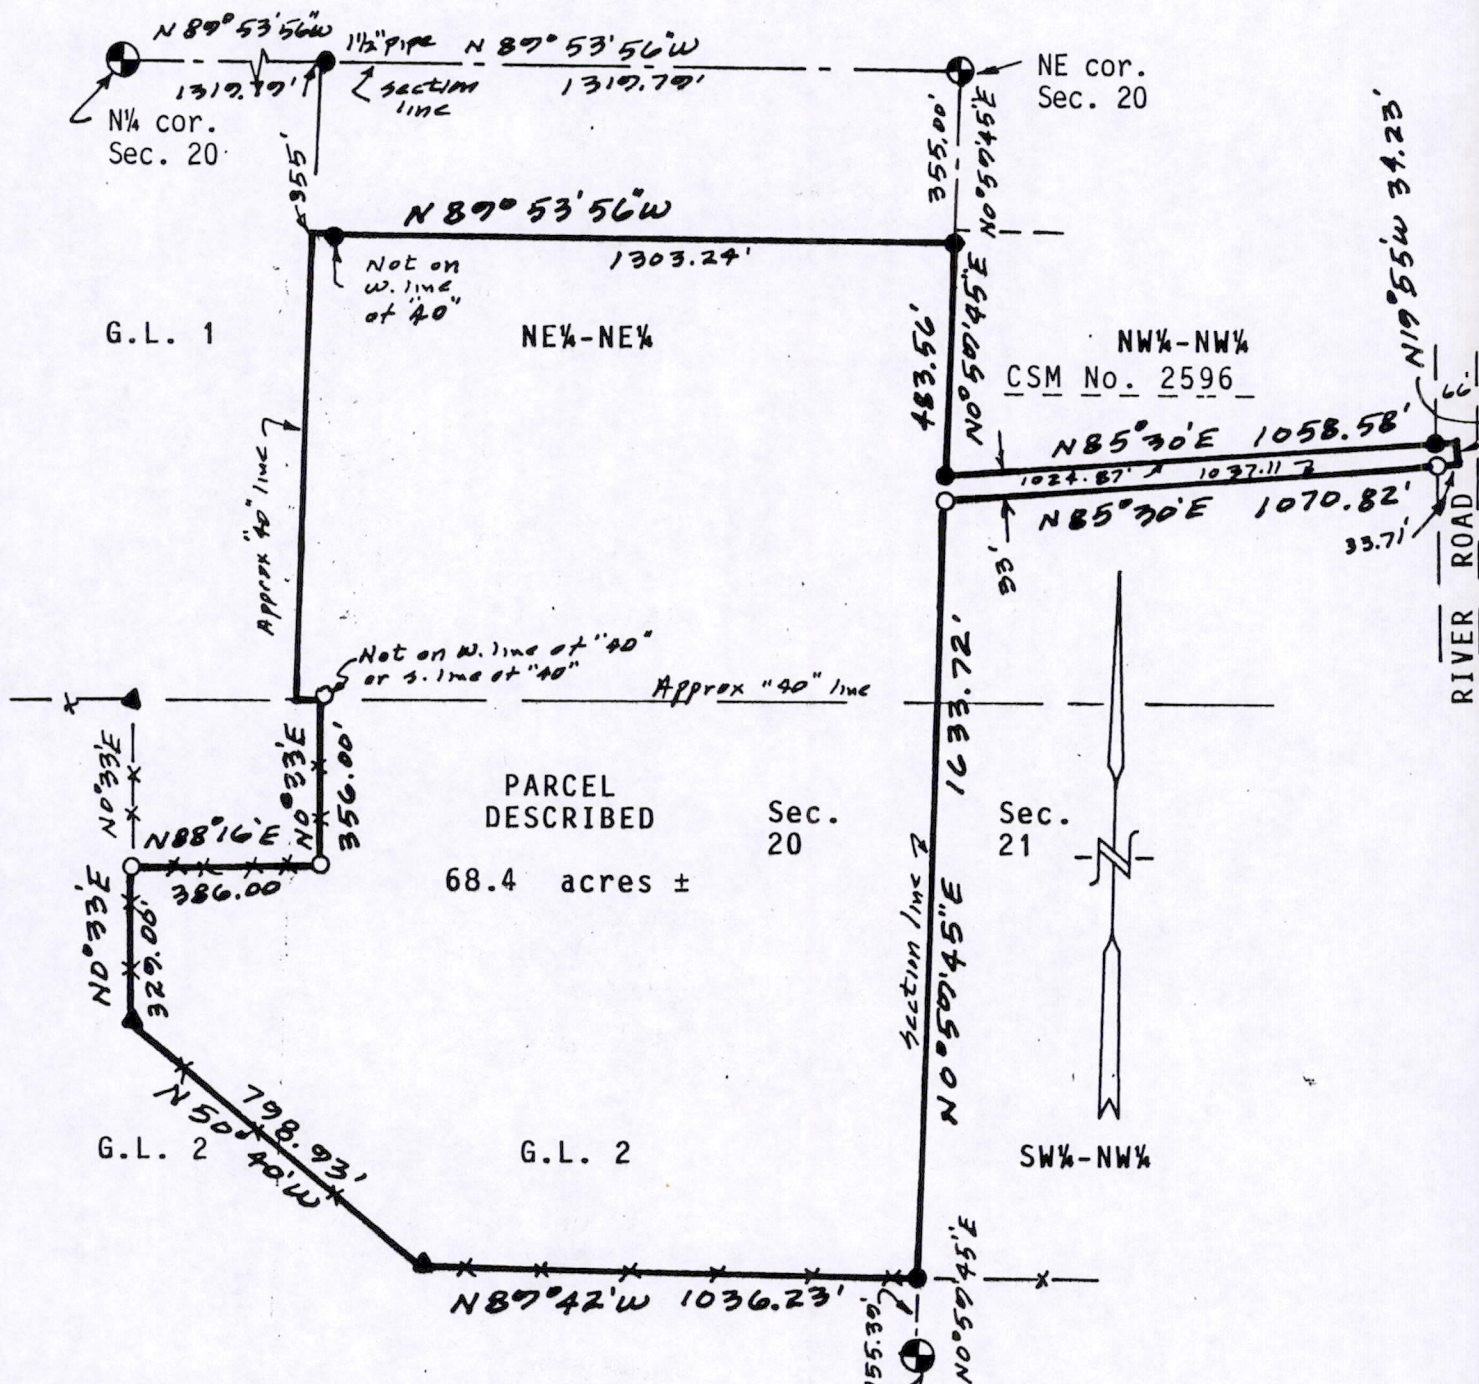 N 89° 53' 56" W
1319.79'
1½" pipe
section
line
N 89° 53' 56" W
1319.79'
NE cor.
Sec. 20
N¼ cor.
Sec. 20
355'
355.00'
N0°59'45"E
N 89° 53' 56" W
1303.24'
Not on
w. line
of "40"
G.L. 1
NE¼-NE¼
483.56'
N0°59'45"E
NW¼-NW¼
CSM No. 2596
N19°55'W 34.23'
66'
N85°30'E 1058.58'
1024.87' 1037.11
N85°30'E 1070.82'
33'
33.71'
RIVER ROAD
Approx "40" line
Not on w. line of "40"
or s. line of "40"
Approx "40" line
N0°33'E
N0°33'E
356.00'
N88°16'E
386.00
N0°33'E
329.00'
PARCEL
DESCRIBED
68.4 acres ±
Sec.
20
Sec.
21
1633.72'
Section line
N0°59'45"E
N
N 50° 40' W
798.93'
G.L. 2
G.L. 2
SW¼-NW¼
N89°42'W 1036.23'
N0°59'45"E